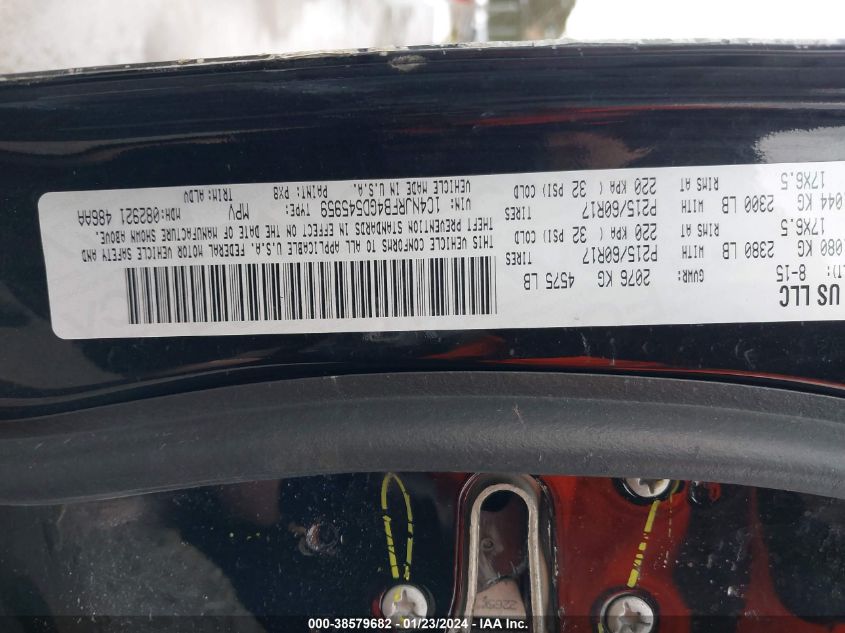 US LLC
T): 8-15 GVWR: 2076 KG 4575 LB
080 KG 2380 LB WITH TIRES P215/60R17
17X6.5 RIMS AT 220 KPA ( 32 PSI) COLD
044 KG 2300 LB WITH TIRES P215/60R17
17X6.5 RIMS AT 220 KPA ( 32 PSI) COLD
THIS VEHICLE CONFORMS TO ALL APPLICABLE U.S.A. FEDERAL MOTOR VEHICLE SAFETY AND
THEFT PREVENTION STANDARDS IN EFFECT ON THE DATE OF MANUFACTURE SHOWN ABOVE.
VIN: 1C4NJRFB4GD545959 TYPE: MPV MDH:082921 486AA
VEHICLE MADE IN U.S.A. PAINT: PX8 TRIM: ALDV
000-38579682 - 01/23/2024 - IAA Inc.